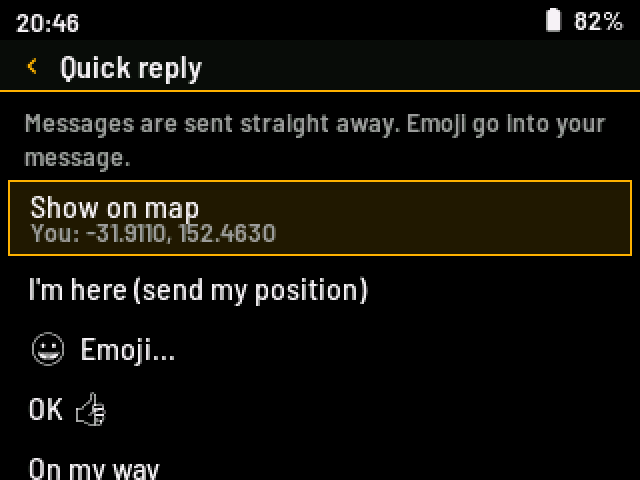 20:46 82%
Quick reply
Messages are sent straight away. Emoji go into your
message.
Show on map
You: -31.9110, 152.4630
I'm here (send my position)
😀 Emoji...
OK 👍
On my way